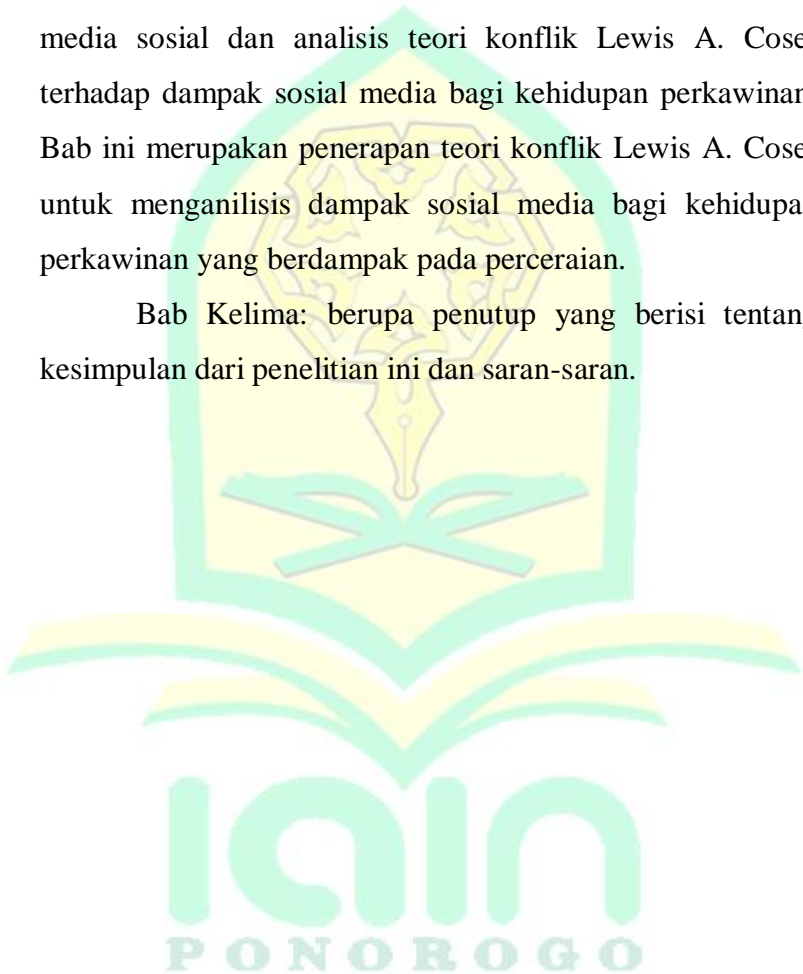 media sosial dan analisis teori konflik Lewis A. Cose
terhadap dampak sosial media bagi kehidupan perkawinan
Bab ini merupakan penerapan teori konflik Lewis A. Cose
untuk menganilisis dampak sosial media bagi kehidupa
perkawinan yang berdampak pada perceraian.
Bab Kelima: berupa penutup yang berisi tentan
kesimpulan dari penelitian ini dan saran-saran.
iain
PONOROGO